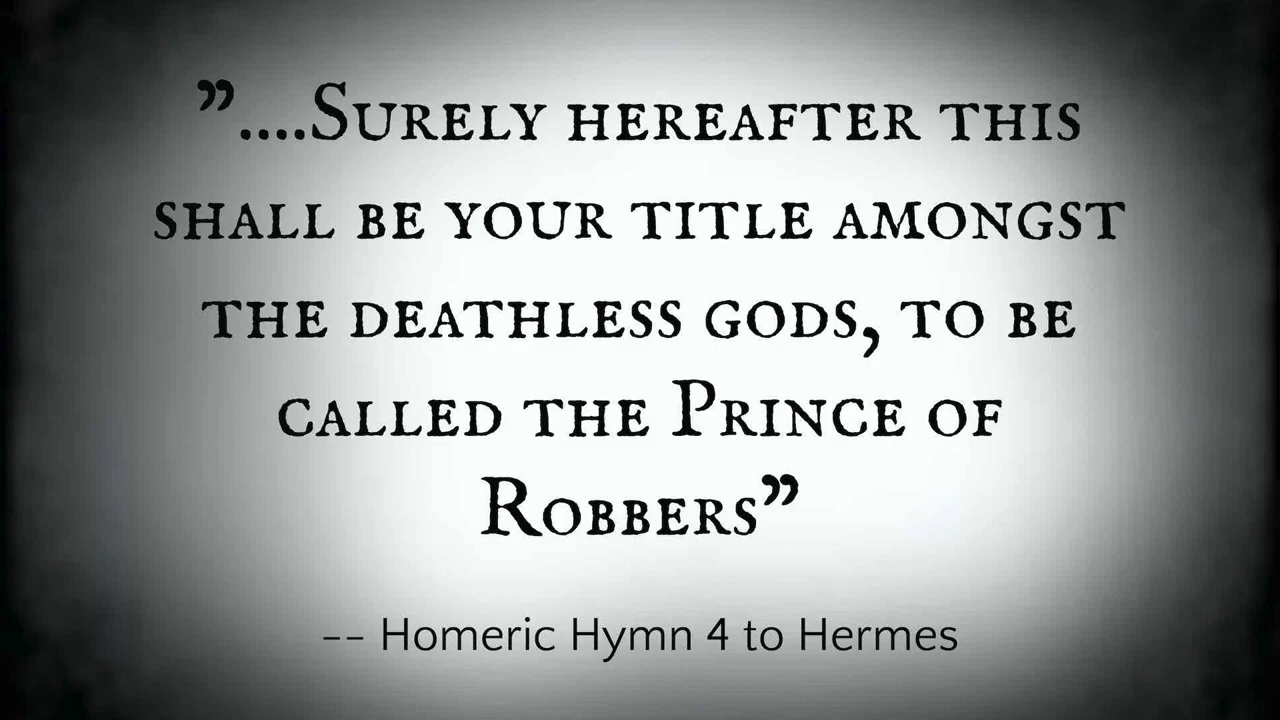 ”....Surely hereafter this
shall be your title amongst
the deathless gods, to be
called the Prince of
Robbers”
-- Homeric Hymn 4 to Hermes